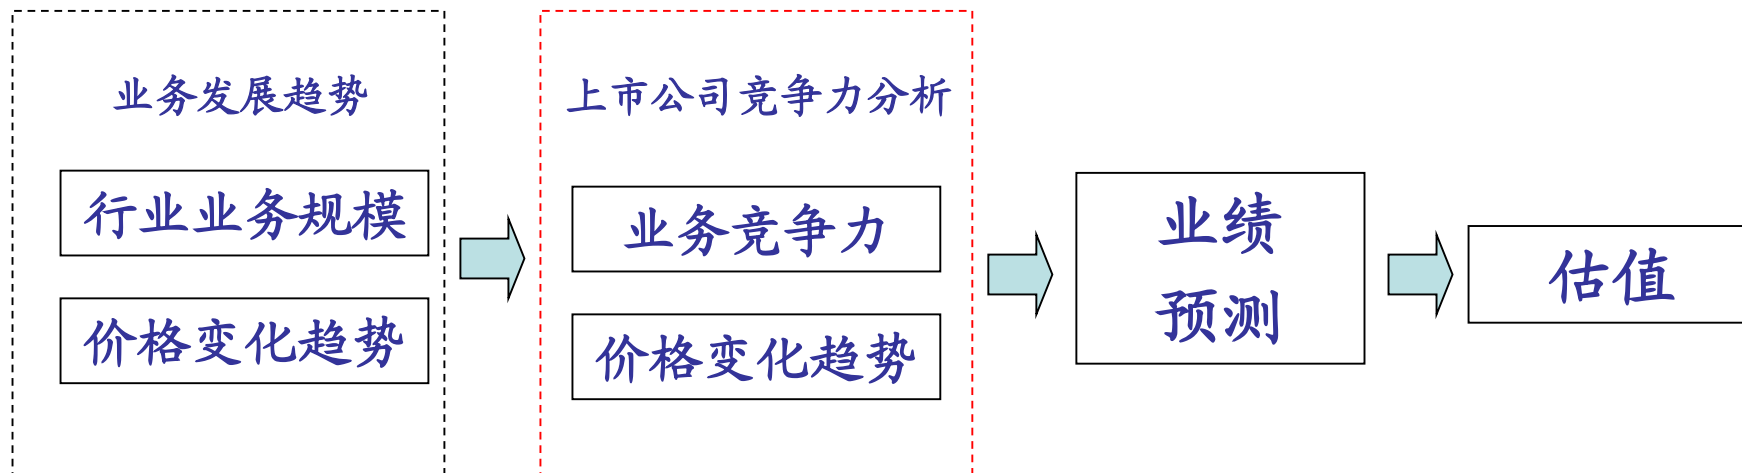 业务发展趋势
行业业务规模
价格变化趋势
上市公司竞争力分析
业务竞争力
价格变化趋势
业绩
预测
估值